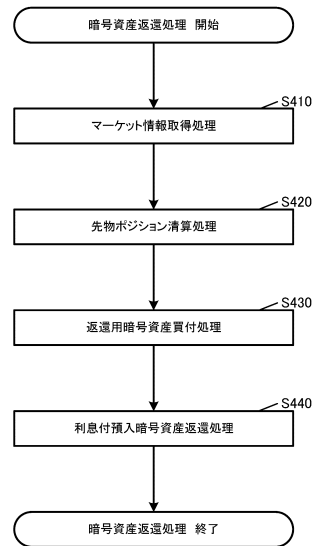 暗号資産返還処理 開始
S410
マーケット情報取得処理
S420
先物ポジション清算処理
S430
返還用暗号資産買付処理
S440
利息付預入暗号資産返還処理
暗号資産返還処理 終了